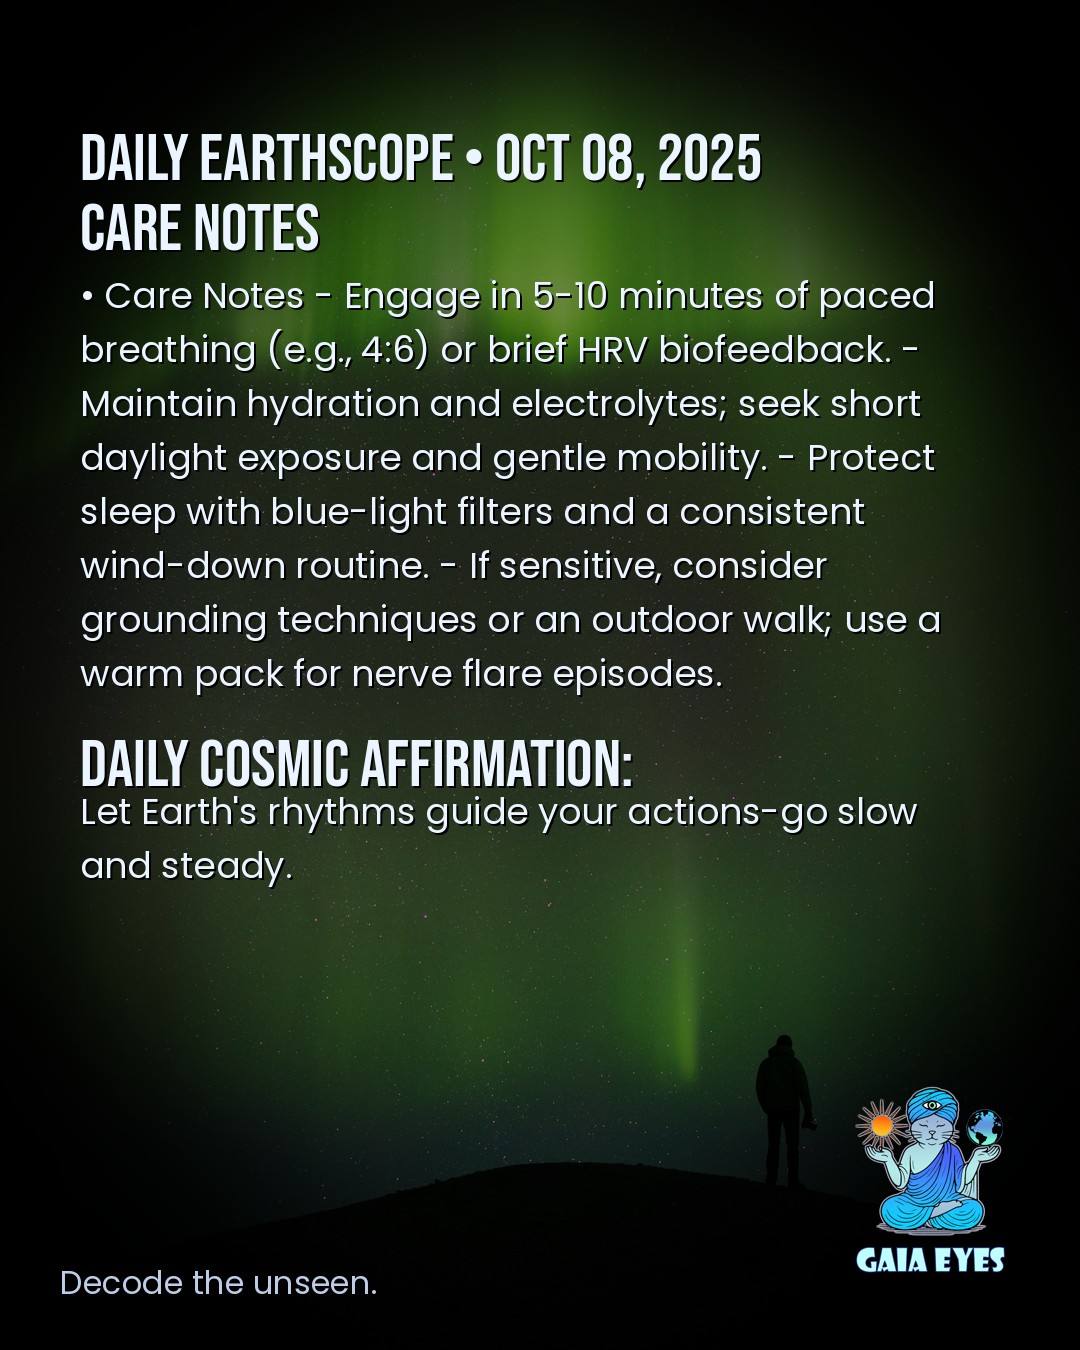 DAILY EARTHSCOPE • OCT 08, 2025
CARE NOTES
• Care Notes - Engage in 5-10 minutes of paced
breathing (e.g., 4:6) or brief HRV biofeedback. -
Maintain hydration and electrolytes; seek short
daylight exposure and gentle mobility. - Protect
sleep with blue-light filters and a consistent
wind-down routine. - If sensitive, consider
grounding techniques or an outdoor walk; use a
warm pack for nerve flare episodes.
DAILY COSMIC AFFIRMATION:
Let Earth's rhythms guide your actions-go slow
and steady.
GAIA EYES
Decode the unseen.